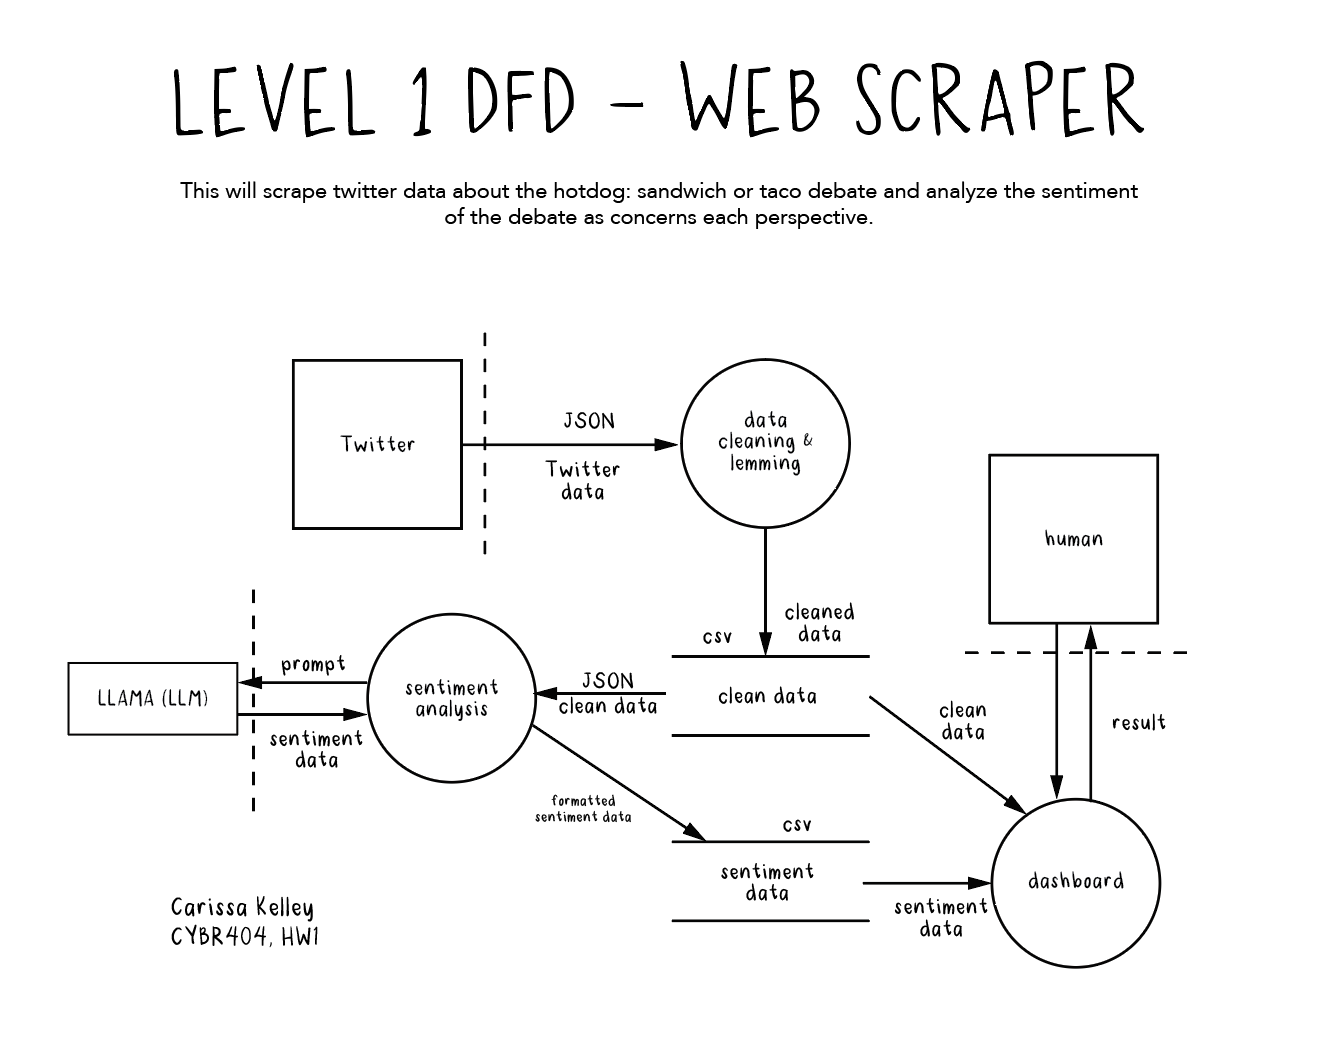 LEVEL 1 DFD – WEB SCRAPER
This will scrape twitter data about the hotdog: sandwich or taco debate and analyze the sentiment
of the debate as concerns each perspective.
Twitter
JSON
Twitter
data
data
cleaning &
lemming
human
cleaned
data
csv
LLAMA (LLM)
prompt
sentiment
data
sentiment
analysis
JSON
clean data
clean data
clean
data
result
formatted
sentiment data
csv
sentiment
data
sentiment
data
dashboard
Carissa Kelley
CYBR404, HW1